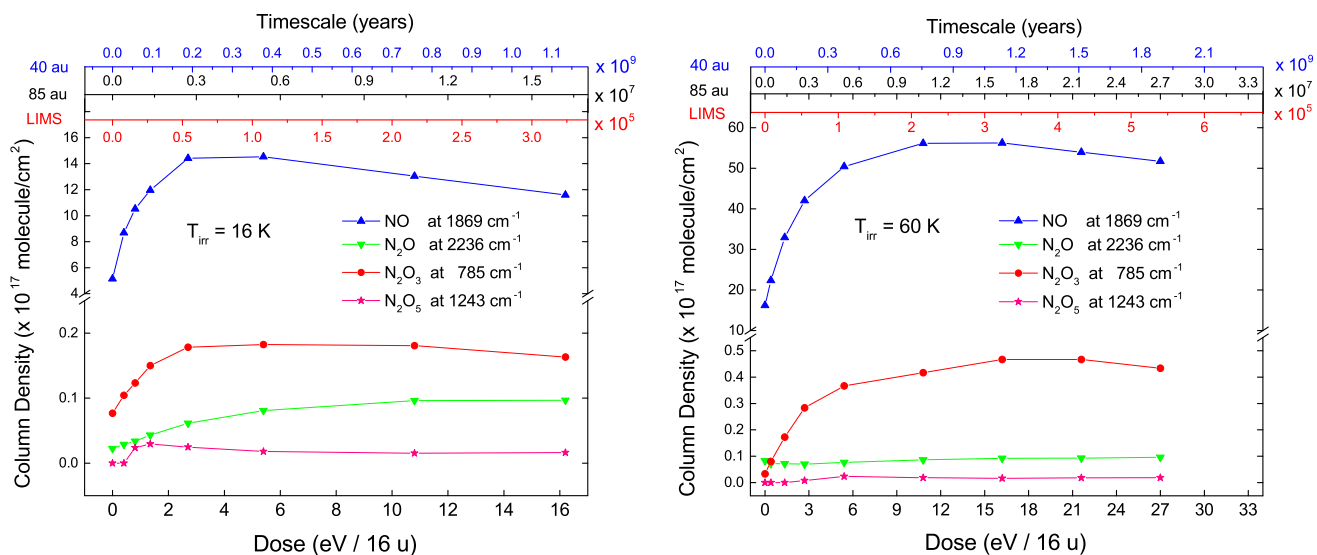 Timescale (years)
0.0 0.1 0.2 0.3 0.4 0.5 0.6 0.7 0.8 0.9 1.0 1.1
40 au x 10⁹
0.0 0.3 0.6 0.9 1.2 1.5
85 au x 10⁷
LIMS x 10⁵
0.0 0.5 1.0 1.5 2.0 2.5 3.0
16
14
12
10
8
6
4
0.2
0.1
0.0
Column Density (x 10¹⁷ molecule/cm²)
T_irr = 16 K
NO at 1869 cm⁻¹
N₂O at 2236 cm⁻¹
N₂O₃ at 785 cm⁻¹
N₂O₅ at 1243 cm⁻¹
0 2 4 6 8 10 12 14 16
Dose (eV / 16 u)
Timescale (years)
0.0 0.3 0.6 0.9 1.2 1.5 1.8 2.1
40 au x 10⁹
0.0 0.3 0.6 0.9 1.2 1.5 1.8 2.1 2.4 2.7 3.0 3.3
85 au x 10⁷
LIMS x 10⁵
0 1 2 3 4 5 6
60
50
40
30
20
10
0.5
0.4
0.3
0.2
0.1
0.0
Column Density (x 10¹⁷ molecule/cm²)
T_irr = 60 K
NO at 1869 cm⁻¹
N₂O at 2236 cm⁻¹
N₂O₃ at 785 cm⁻¹
N₂O₅ at 1243 cm⁻¹
0 3 6 9 12 15 18 21 24 27 30 33
Dose (eV / 16 u)